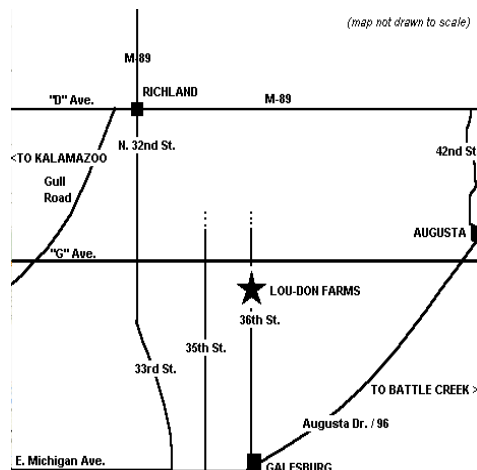 (map not drawn to scale)
M-89
RICHLAND
"D" Ave.
M-89
N. 32nd St.
<TO KALAMAZOO
42nd St
Gull
Road
AUGUSTA
"G" Ave.
LOU-DON FARMS
36th St.
35th St.
33rd St.
TO BATTLE CREEK >
Augusta Dr. / 96
E. Michigan Ave.
GALESBURG